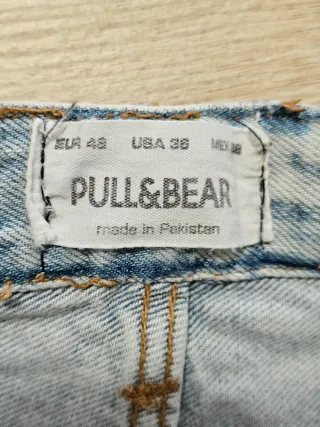 EUR 46 USA 36 MEX 36
PULL&BEAR
made in Pakistan